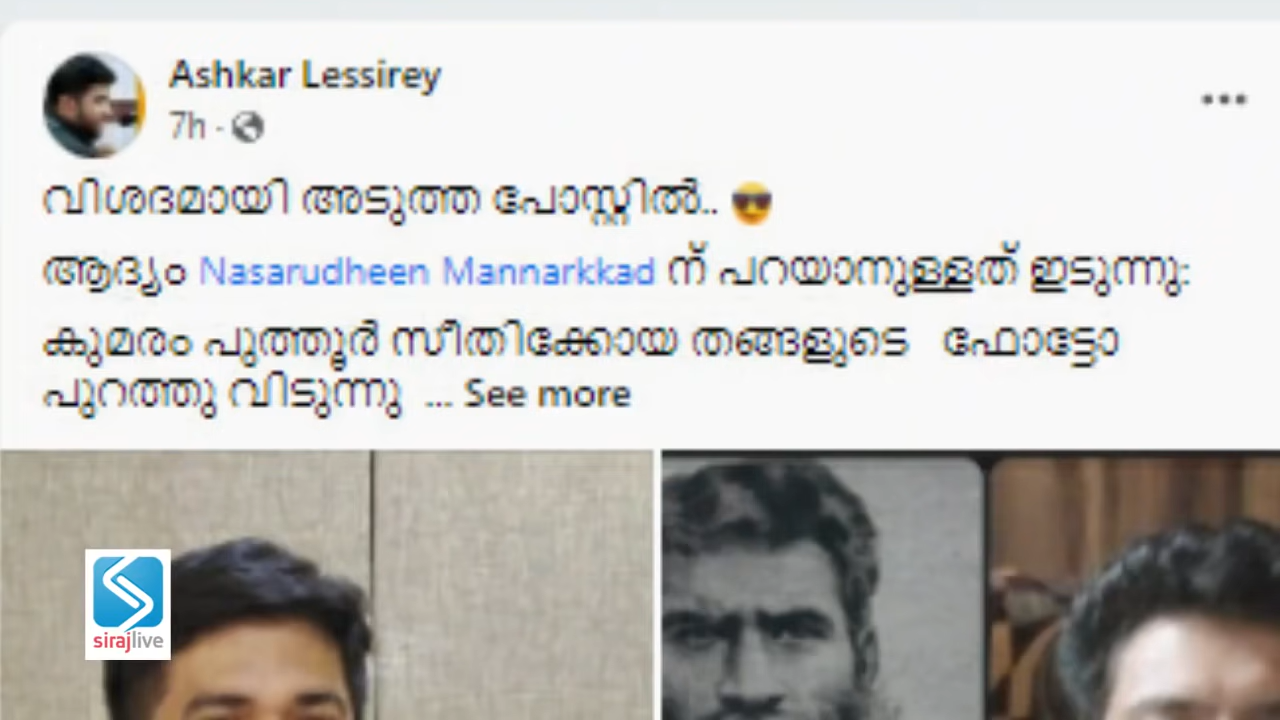 Ashkar Lessirey
7h ·
വിശദമായി അടുത്ത പോസ്റ്റിൽ.. 😎
ആദ്യം Nasarudheen Mannarkkad ന് പറയാനുള്ളത് ഇടുന്നു:
കുമരം പുത്തൂർ സീതിക്കോയ തങ്ങളുടെ ഫോട്ടോ
പുറത്തു വിടുന്നു ... See more
sirajlive